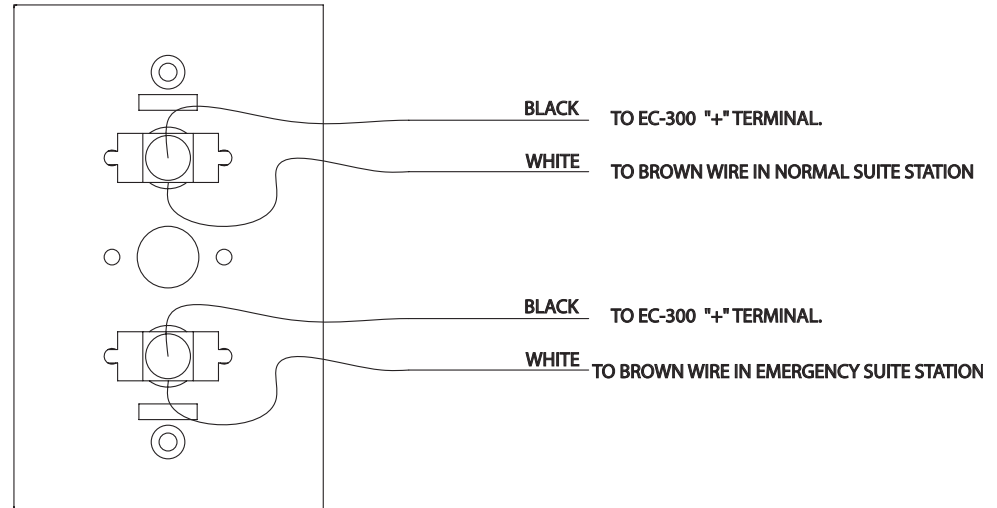 BLACK TO EC-300 "+" TERMINAL.
WHITE TO BROWN WIRE IN NORMAL SUITE STATION
BLACK TO EC-300 "+" TERMINAL.
WHITE TO BROWN WIRE IN EMERGENCY SUITE STATION